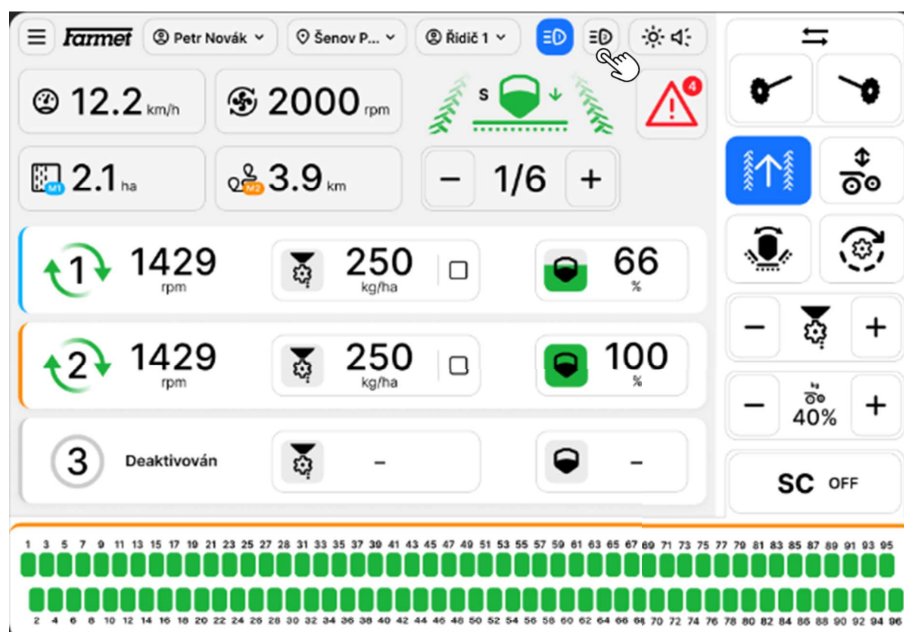 Farmet Petr Novák Šenov P... Řidič 1
12.2 km/h 2000 rpm S 4
M1 2.1 ha M2 3.9 km − 1/6 +
1 1429 rpm 250 kg/ha 66 %
2 1429 rpm 250 kg/ha 100 %
3 Deaktivován – –
− +
− kg 40% +
SC OFF
1 3 5 7 9 11 13 15 17 19 21 23 25 27 28 31 33 35 37 39 41 43 45 47 49 51 53 55 57 59 61 63 65 67 69 71 73 75 77 79 81 83 85 87 89 91 93 95
2 4 6 8 10 12 14 16 18 20 22 24 26 28 30 32 34 36 38 40 42 44 46 48 50 52 54 56 58 60 62 64 66 68 70 72 74 76 78 80 82 84 86 88 90 92 94 96